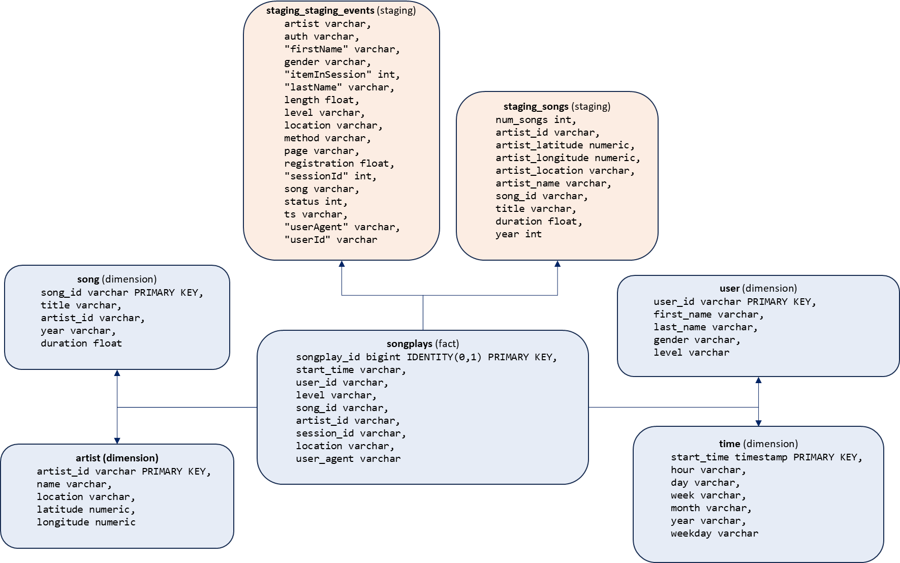 staging_staging_events (staging)
artist varchar,
auth varchar,
"firstName" varchar,
gender varchar,
"itemInSession" int,
"lastName" varchar,
length float,
level varchar,
location varchar,
method varchar,
page varchar,
registration float,
"sessionId" int,
song varchar,
status int,
ts varchar,
"userAgent" varchar,
"userId" varchar
staging_songs (staging)
num_songs int,
artist_id varchar,
artist_latitude numeric,
artist_longitude numeric,
artist_location varchar,
artist_name varchar,
song_id varchar,
title varchar,
duration float,
year int
song (dimension)
song_id varchar PRIMARY KEY,
title varchar,
artist_id varchar,
year varchar,
duration float
user (dimension)
user_id varchar PRIMARY KEY,
first_name varchar,
last_name varchar,
gender varchar,
level varchar
songplays (fact)
songplay_id bigint IDENTITY(0,1) PRIMARY KEY,
start_time varchar,
user_id varchar,
level varchar,
song_id varchar,
artist_id varchar,
session_id varchar,
location varchar,
user_agent varchar
artist (dimension)
artist_id varchar PRIMARY KEY,
name varchar,
location varchar,
latitude numeric,
longitude numeric
time (dimension)
start_time timestamp PRIMARY KEY,
hour varchar,
day varchar,
week varchar,
month varchar,
year varchar,
weekday varchar